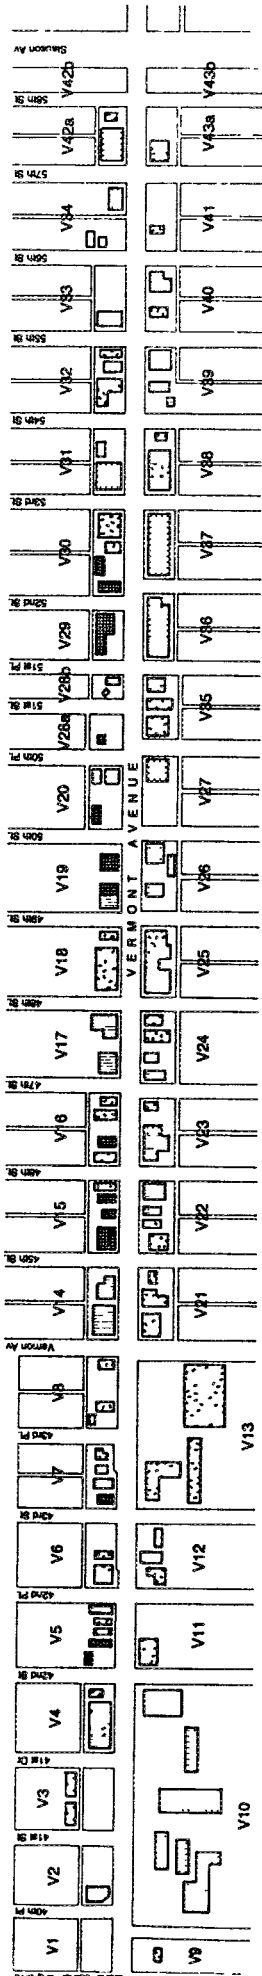 Slauson Av
V42b
V43b
58th St
V42a
V43a
57th St
V34
V41
56th St
V33
V40
55th St
V32
V39
54th St
V31
V38
53rd St
V30
V37
52nd St
V29
V36
51st Pl
V28b
51st St
V35
V28a
50th Pl
V20
V27
50th St
VERMONT AVENUE
V19
V26
49th St
V18
V25
48th St
V17
V24
47th St
V16
V23
46th St
V15
V22
45th St
V14
V21
Vernon Av
V8
V13
43rd Pl
V7
43rd St
V6
V12
42nd Pl
V5
V11
42nd St
V4
41st Dr
V3
V10
41st St
V2
40th Pl
V1
V9